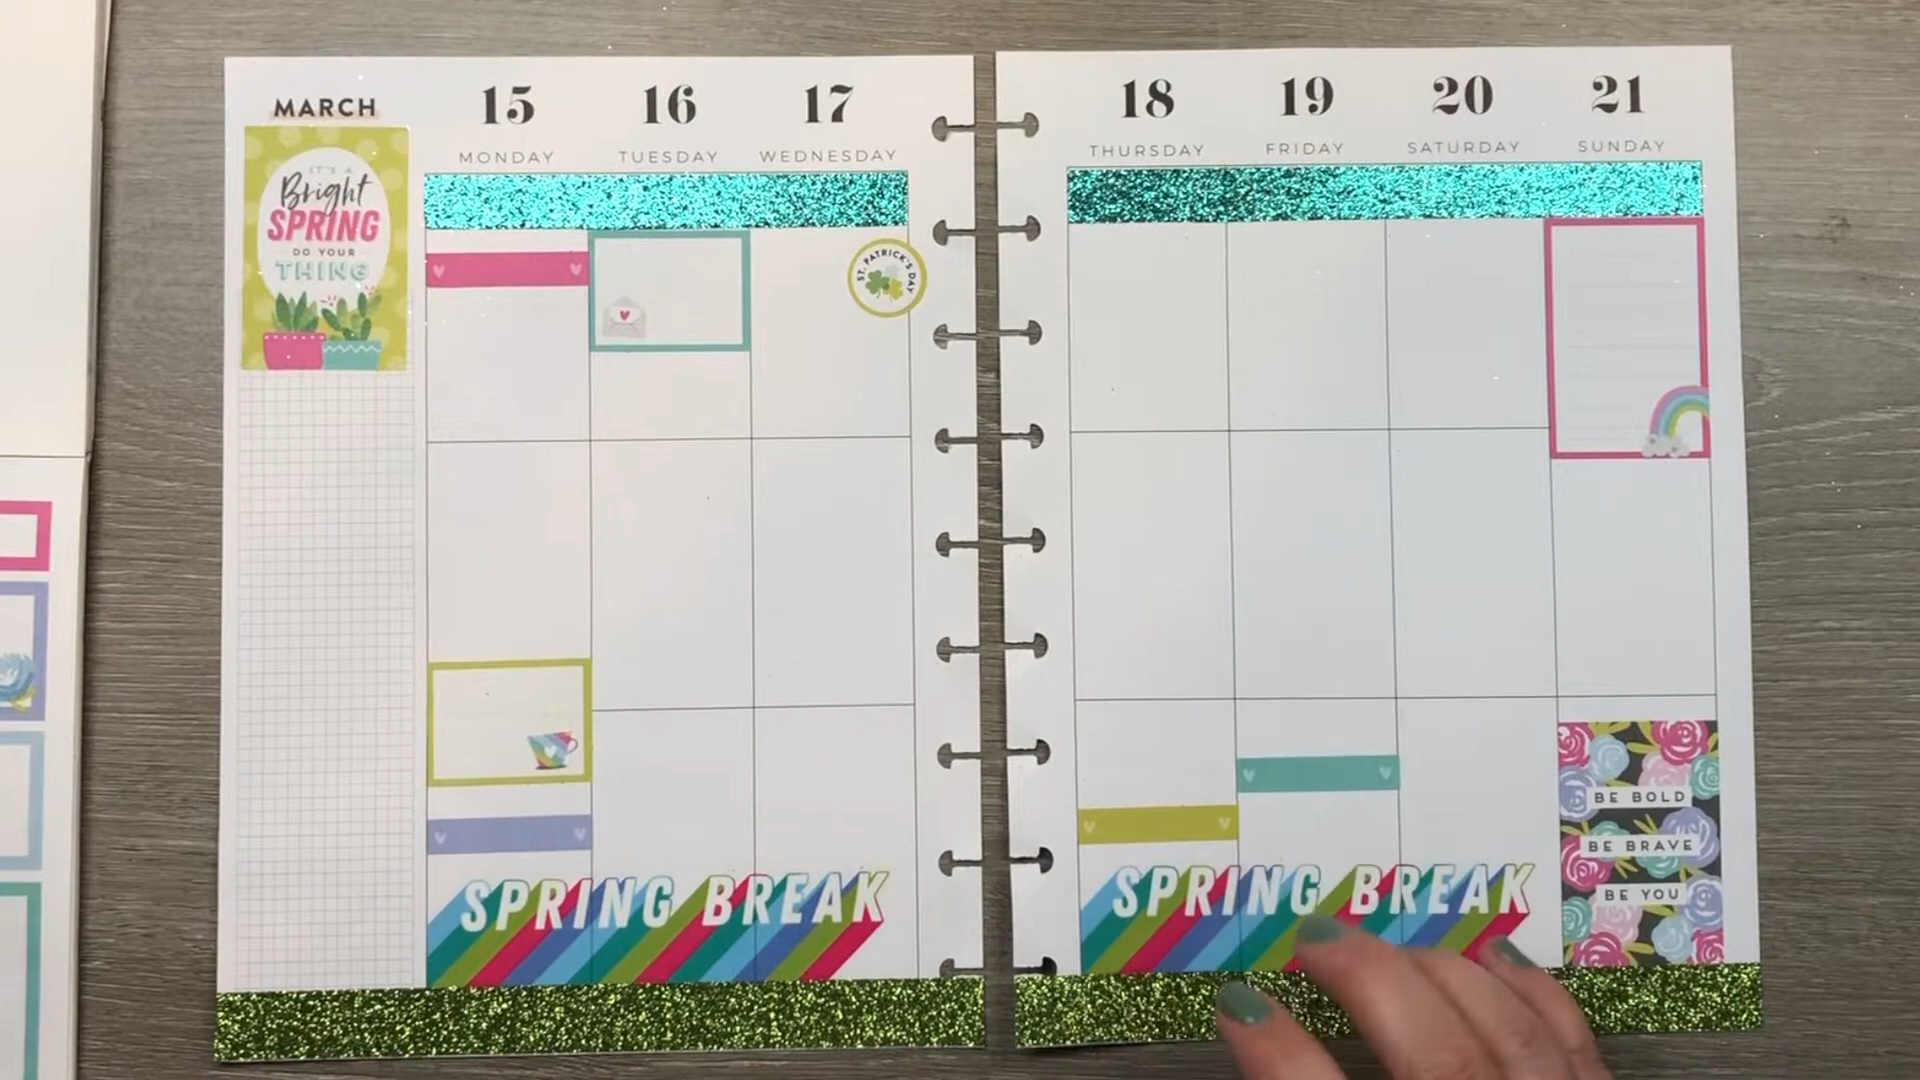 MARCH
IT'S A
Bright
SPRING
DO YOUR
THING
15
16
17
MONDAY
TUESDAY
WEDNESDAY
ST. PATRICK'S DAY
SPRING BREAK
18
19
20
21
THURSDAY
FRIDAY
SATURDAY
SUNDAY
BE BOLD
BE BRAVE
BE YOU
SPRING BREAK